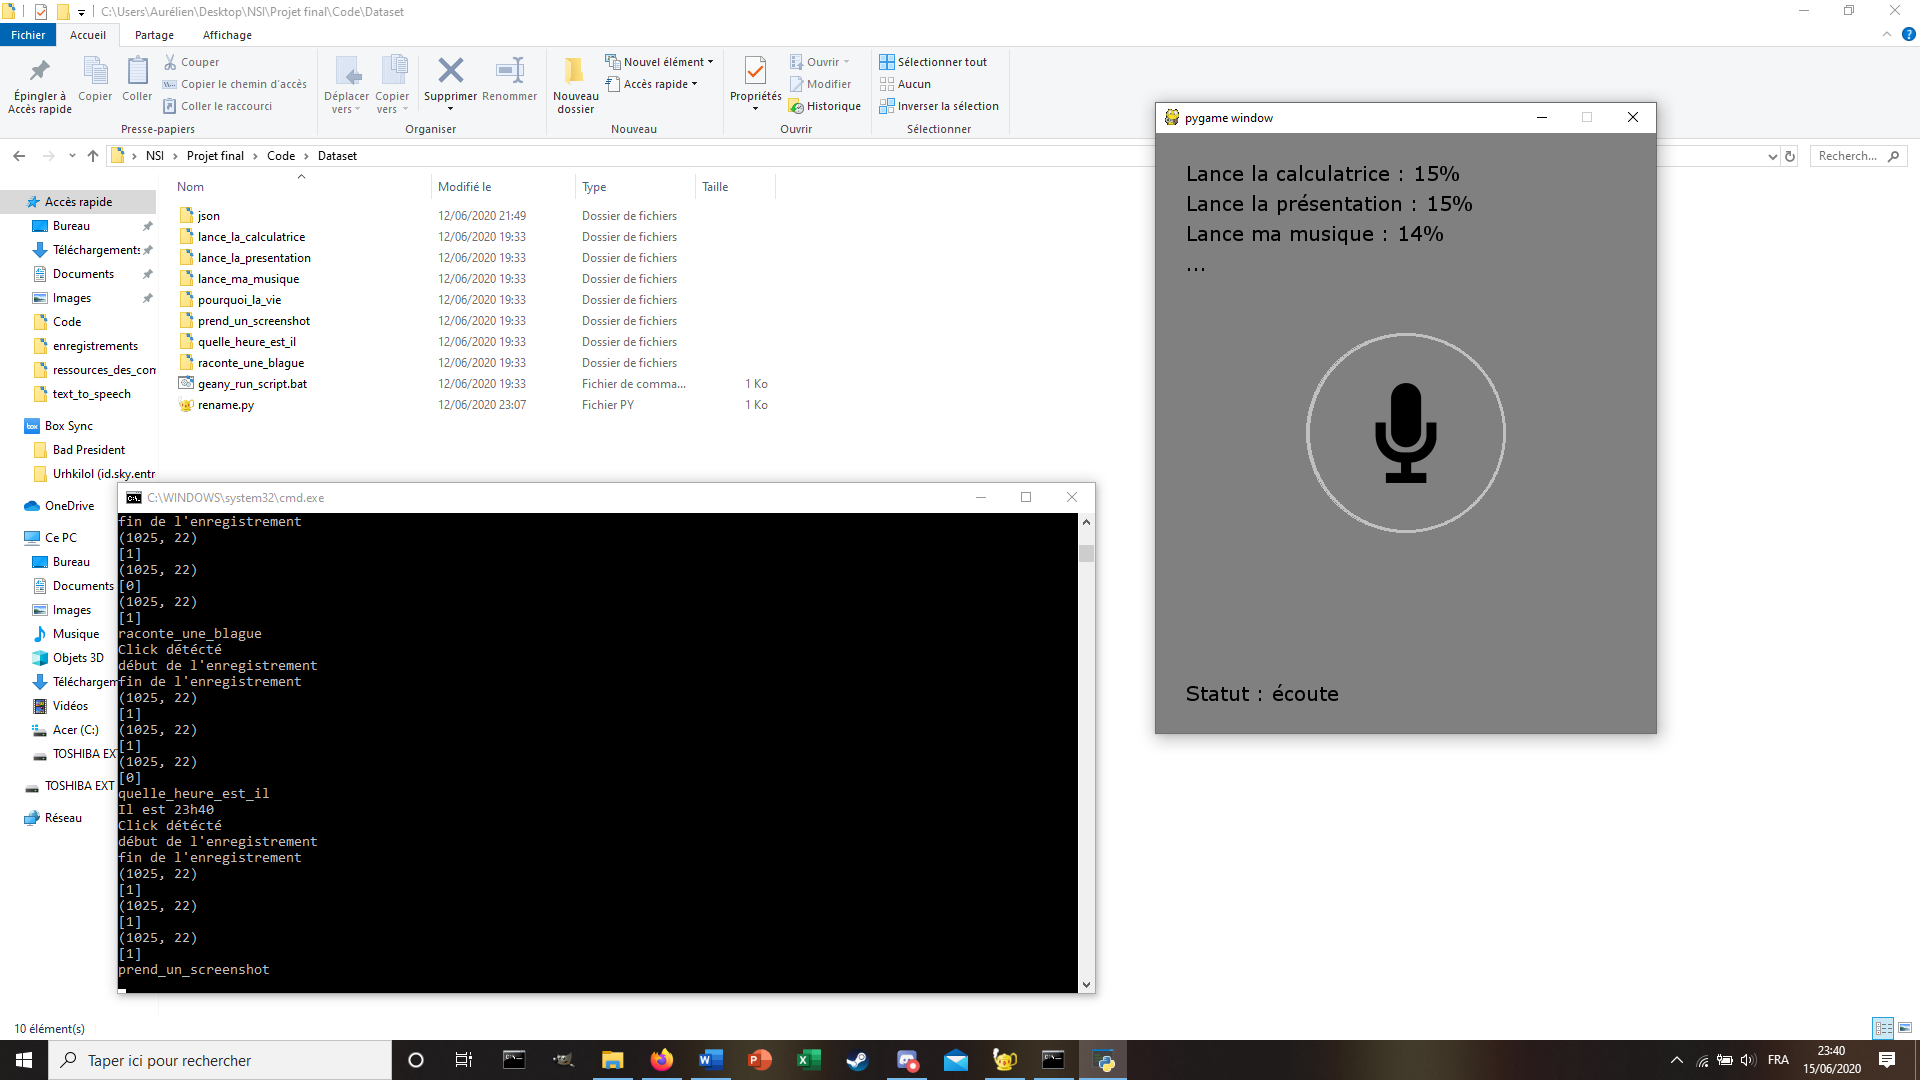 C:\Users\Aurélien\Desktop\NSI\Projet final\Code\Dataset
Fichier Accueil Partage Affichage
Épingler à Accès rapide
Copier
Coller
Couper
Copier le chemin d'accès
Coller le raccourci
Presse-papiers
Déplacer vers
Copier vers
Supprimer
Renommer
Organiser
Nouveau dossier
Nouvel élément
Accès rapide
Nouveau
Propriétés
Ouvrir
Modifier
Historique
Ouvrir
Sélectionner tout
Aucun
Inverser la sélection
Sélectionner
NSI › Projet final › Code › Dataset
Recherch...
Accès rapide
Bureau
Téléchargements
Documents
Images
Code
enregistrements
ressources_des_com
text_to_speech
Box Sync
Bad President
Urhkilol (id.sky.entr
OneDrive
Ce PC
Bureau
Documents
Images
Musique
Objets 3D
Téléchargem
Vidéos
Acer (C:)
TOSHIBA EX
TOSHIBA EXT
Réseau
Nom Modifié le Type Taille
json 12/06/2020 21:49 Dossier de fichiers
lance_la_calculatrice 12/06/2020 19:33 Dossier de fichiers
lance_la_presentation 12/06/2020 19:33 Dossier de fichiers
lance_ma_musique 12/06/2020 19:33 Dossier de fichiers
pourquoi_la_vie 12/06/2020 19:33 Dossier de fichiers
prend_un_screenshot 12/06/2020 19:33 Dossier de fichiers
quelle_heure_est_il 12/06/2020 19:33 Dossier de fichiers
raconte_une_blague 12/06/2020 19:33 Dossier de fichiers
geany_run_script.bat 12/06/2020 19:33 Fichier de comma... 1 Ko
rename.py 12/06/2020 23:07 Fichier PY 1 Ko
C:\WINDOWS\system32\cmd.exe
fin de l'enregistrement
(1025, 22)
[1]
(1025, 22)
[0]
(1025, 22)
[1]
raconte_une_blague
Click détécté
début de l'enregistrement
fin de l'enregistrement
(1025, 22)
[1]
(1025, 22)
[1]
(1025, 22)
[0]
quelle_heure_est_il
Il est 23h40
Click détécté
début de l'enregistrement
fin de l'enregistrement
(1025, 22)
[1]
(1025, 22)
[1]
(1025, 22)
[1]
prend_un_screenshot
pygame window
Lance la calculatrice : 15%
Lance la présentation : 15%
Lance ma musique : 14%
...
Statut : écoute
10 élément(s)
Taper ici pour rechercher
FRA
23:40
15/06/2020